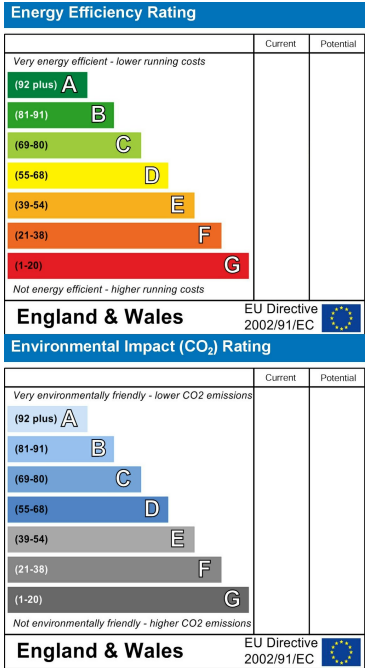 Energy Efficiency Rating
Current Potential
Very energy efficient - lower running costs
(92 plus) A
(81-91) B
(69-80) C
(55-68) D
(39-54) E
(21-38) F
(1-20) G
Not energy efficient - higher running costs
England & Wales
EU Directive
2002/91/EC
Environmental Impact (CO₂) Rating
Current Potential
Very environmentally friendly - lower CO2 emissions
(92 plus) A
(81-91) B
(69-80) C
(55-68) D
(39-54) E
(21-38) F
(1-20) G
Not environmentally friendly - higher CO2 emissions
England & Wales
EU Directive
2002/91/EC